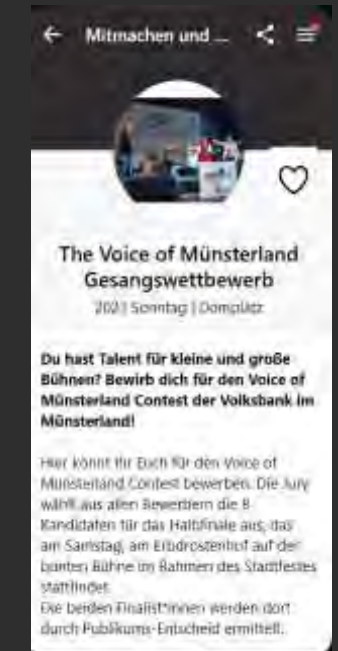 Mitmachen und ...
The Voice of Münsterland
Gesangswettbewerb
Sonntag | Domplatz
Du hast Talent für kleine und große
Bühnen? Bewirb dich für den Voice of
Münsterland Contest der Volksbank im
Münsterland!
Hier könnt Ihr Euch für den Voice of
Münsterland Contest bewerben. Die Jury
wählt aus allen Bewerbern die 8
Kandidaten für das Halbfinale aus, das
am Samstag, am Erbdrostenhof auf der
bunten Bühne im Rahmen des Stadtfestes
stattfindet.
Die beiden Finalist*innen werden dort
durch Publikums-Entscheid ermittelt.